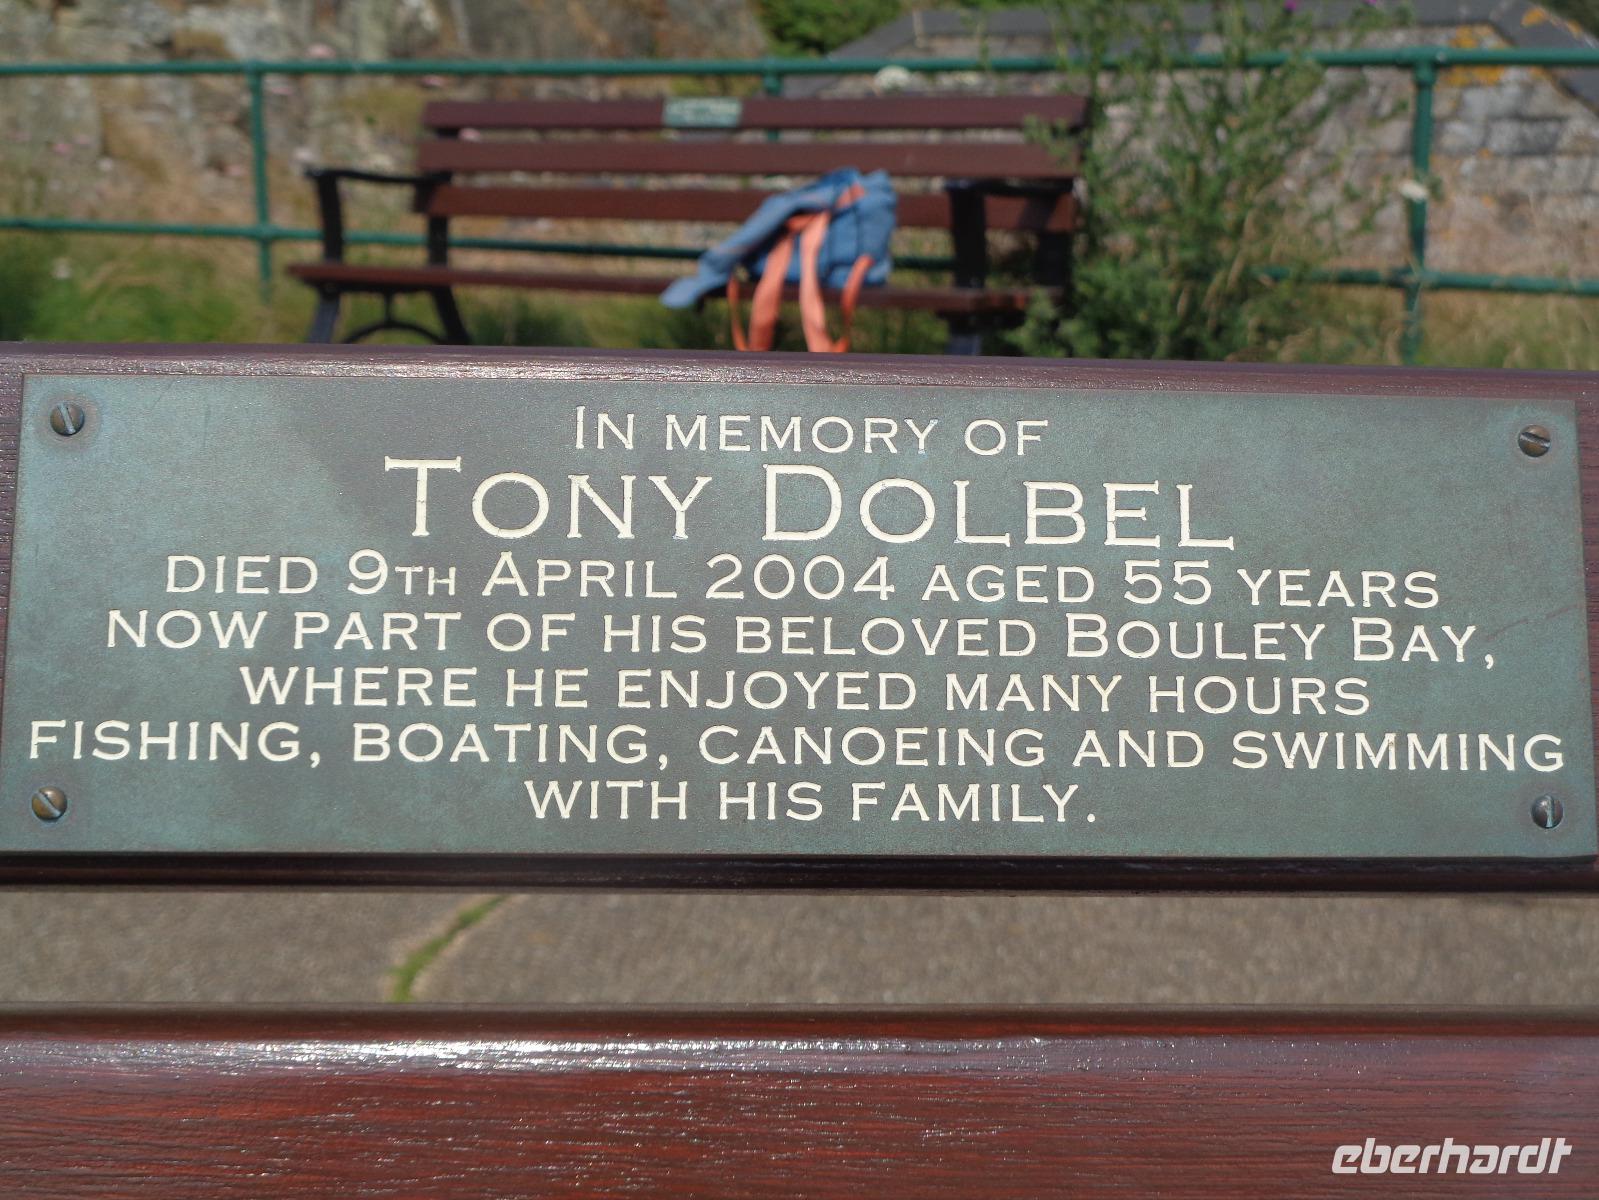 IN MEMORY OF
TONY DOLBEL
DIED 9TH APRIL 2004 AGED 55 YEARS
NOW PART OF HIS BELOVED BOULEY BAY,
WHERE HE ENJOYED MANY HOURS
FISHING, BOATING, CANOEING AND SWIMMING
WITH HIS FAMILY.
eberhardt